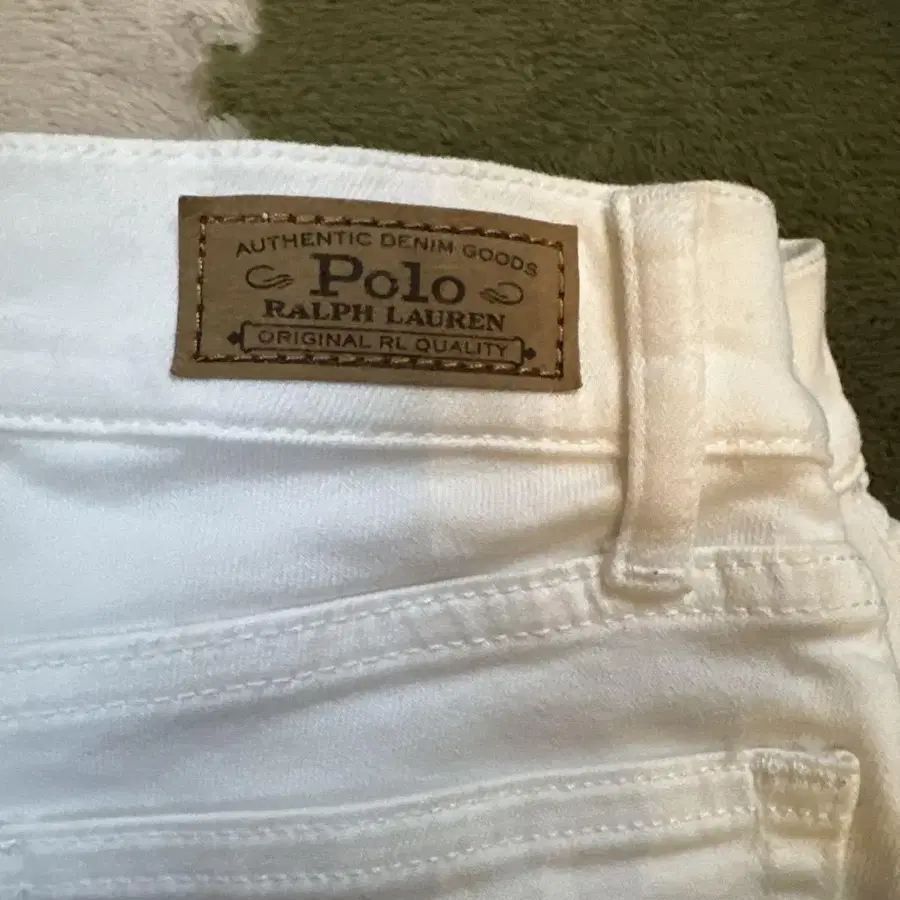 AUTHENTIC DENIM GOODS
Polo
RALPH LAUREN
ORIGINAL RL QUALITY